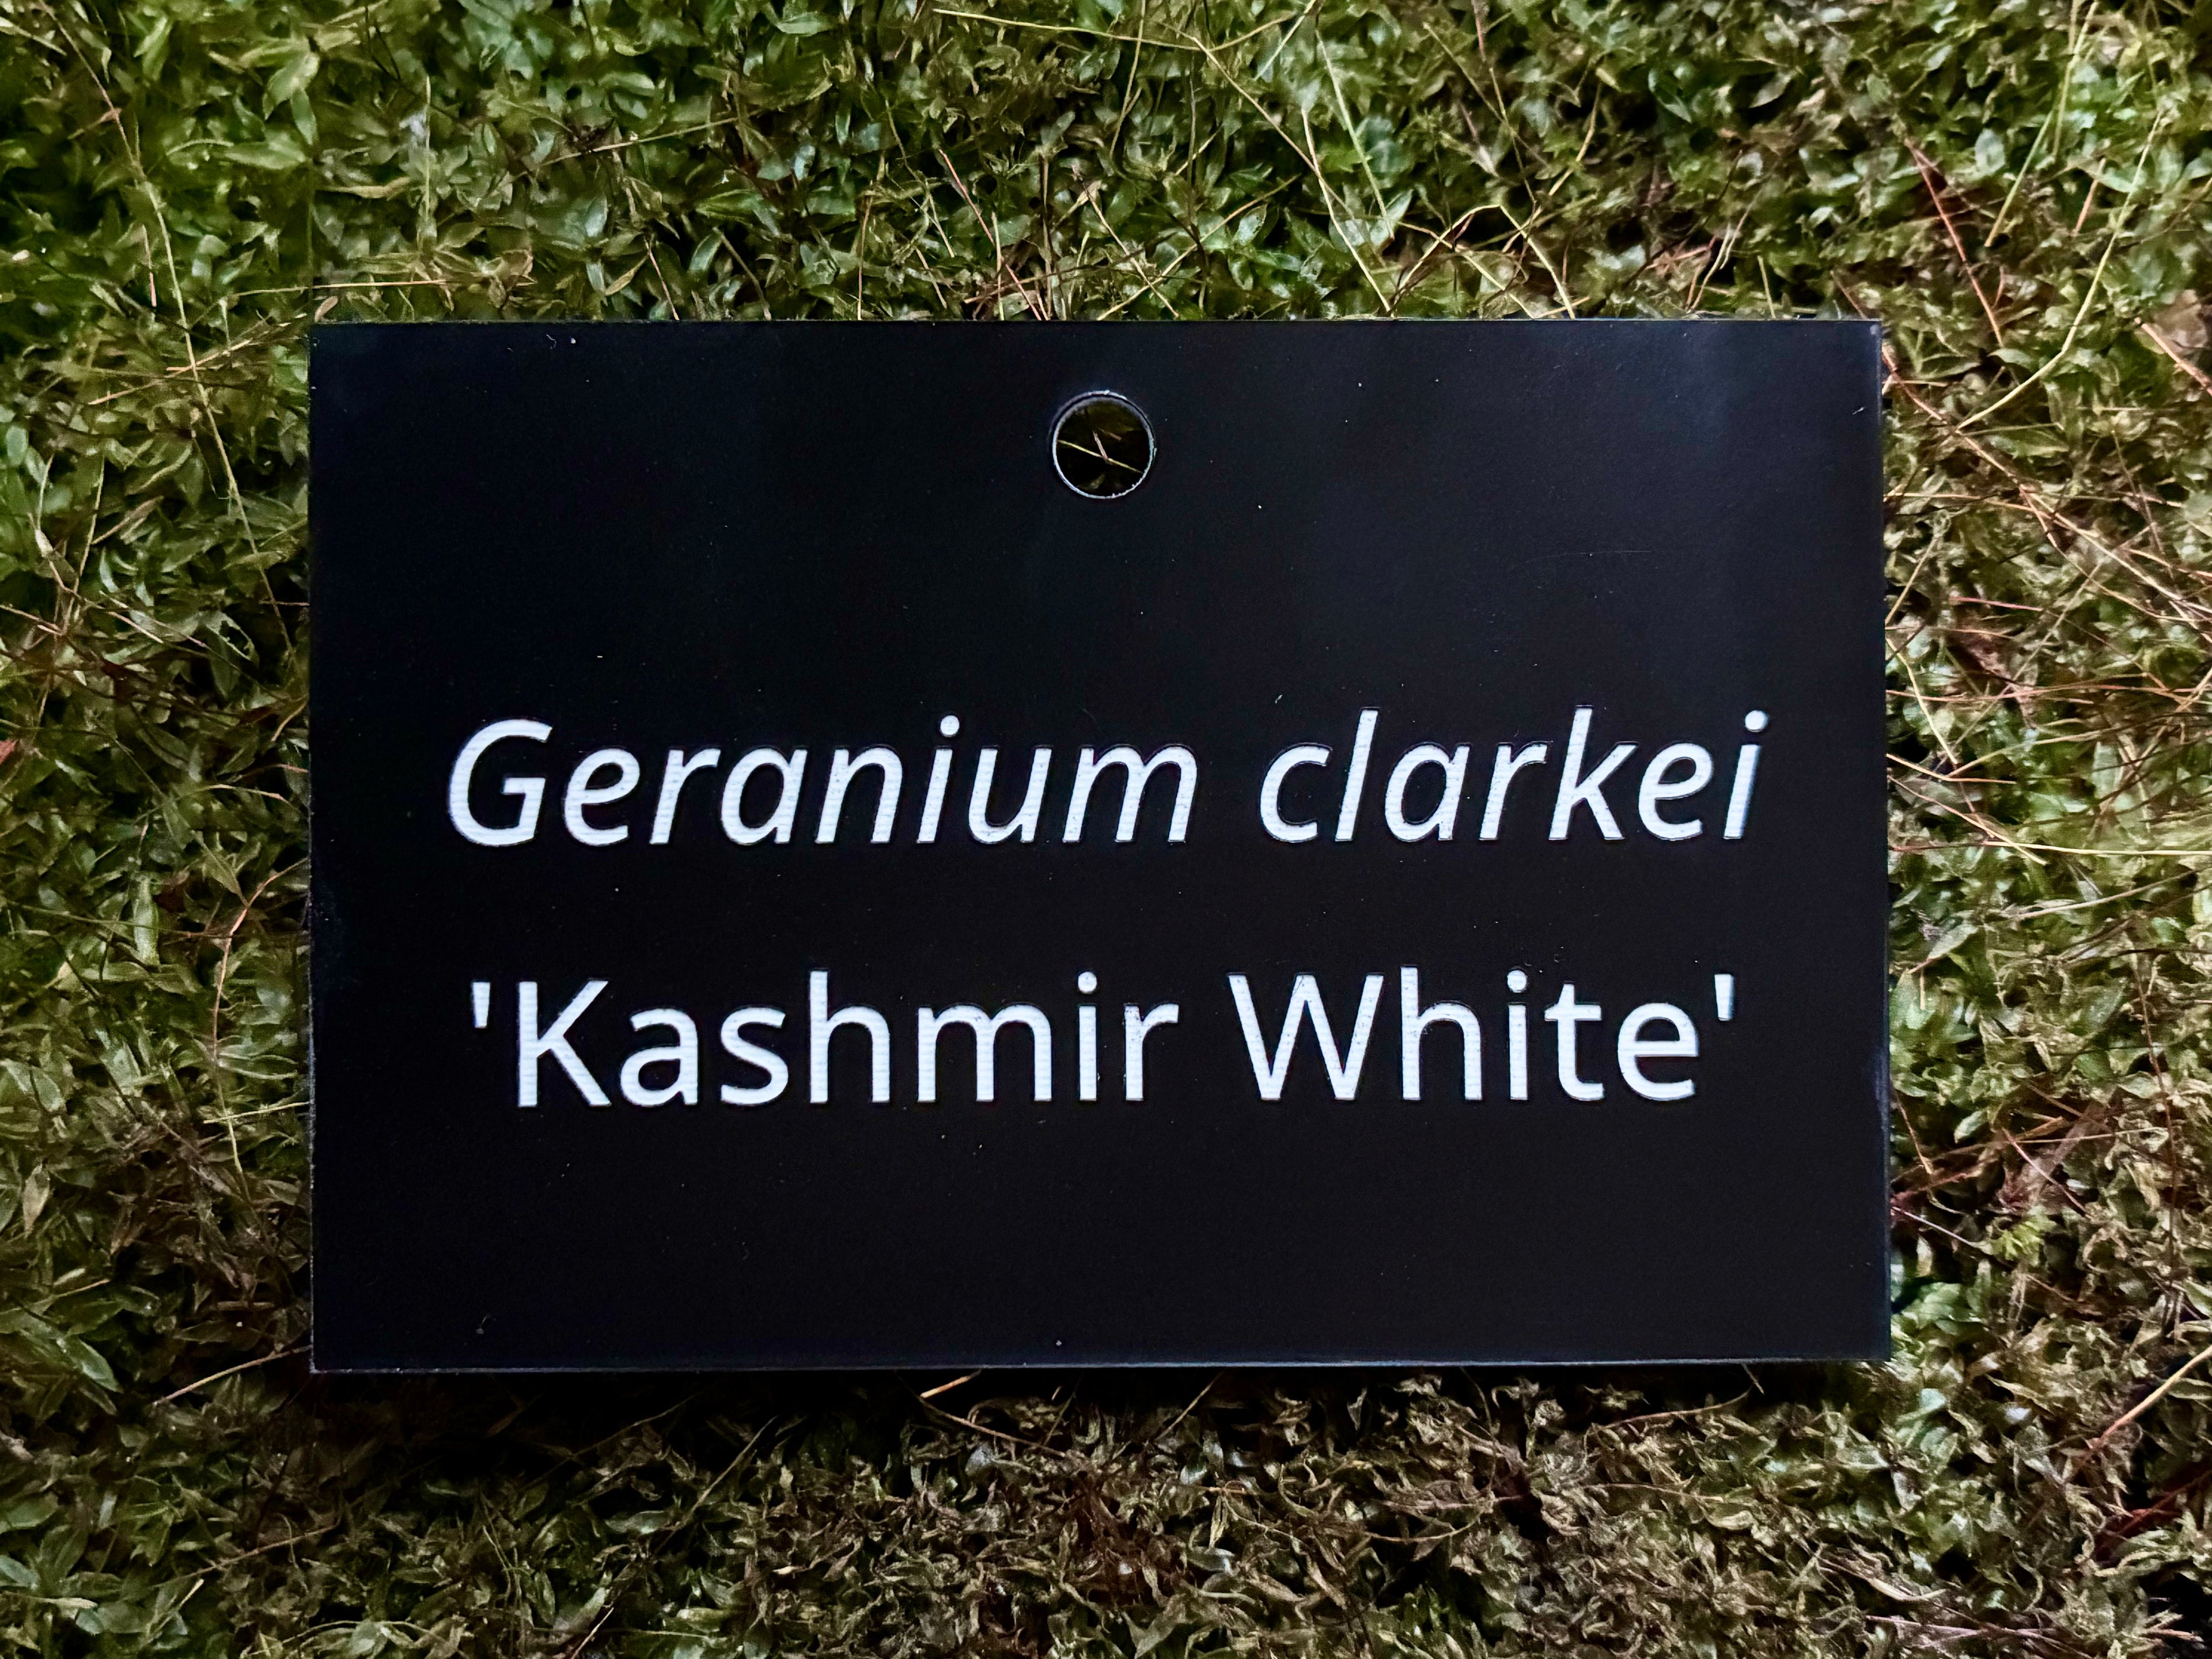 Geranium clarkei
'Kashmir White'